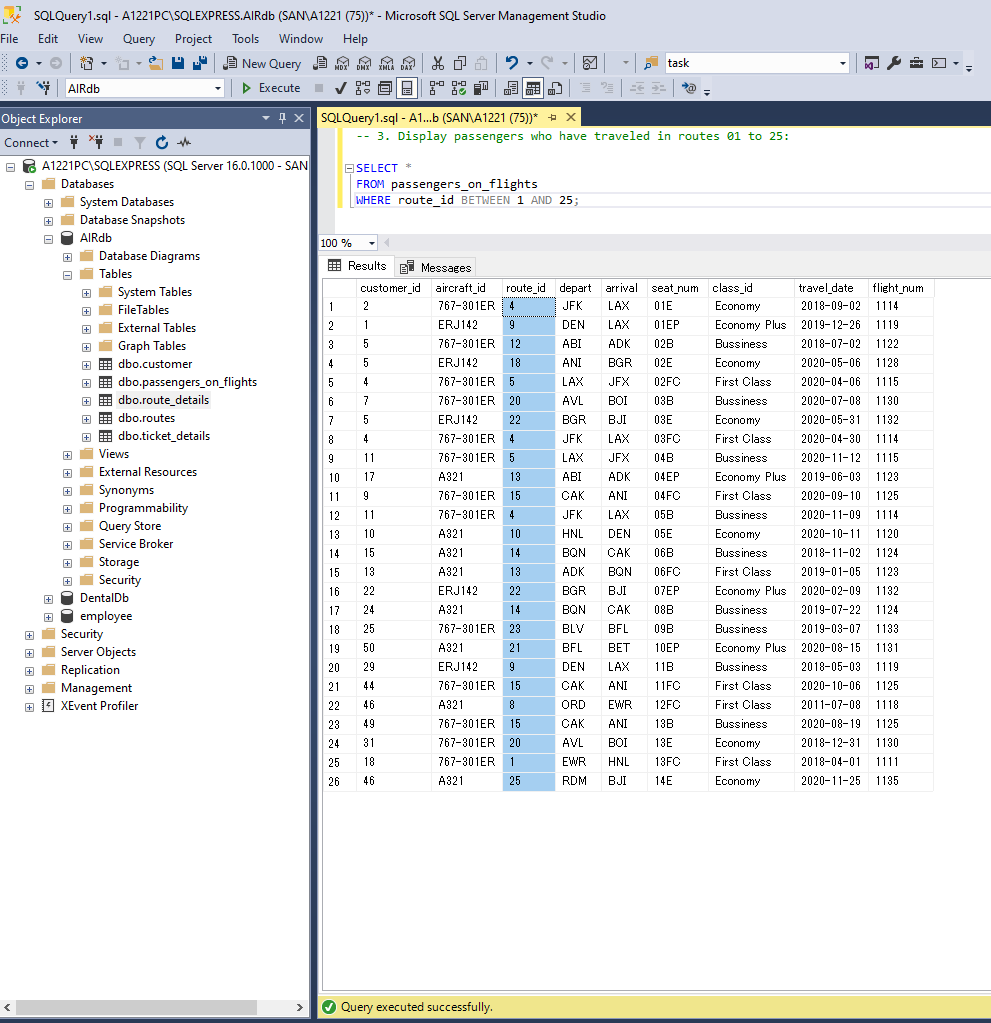 SQLQuery1.sql - A1221PC\SQLEXPRESS.AIRdb (SAN\A1221 (75))* - Microsoft SQL Server Management Studio
File Edit View Query Project Tools Window Help
New Query MDX DMX XMLA DAX task
AIRdb Execute
Object Explorer
Connect
A1221PC\SQLEXPRESS (SQL Server 16.0.1000 - SAN
Databases
System Databases
Database Snapshots
AIRdb
Database Diagrams
Tables
System Tables
FileTables
External Tables
Graph Tables
dbo.customer
dbo.passengers_on_flights
dbo.route_details
dbo.routes
dbo.ticket_details
Views
External Resources
Synonyms
Programmability
Query Store
Service Broker
Storage
Security
DentalDb
employee
Security
Server Objects
Replication
Management
XEvent Profiler
SQLQuery1.sql - A1...b (SAN\A1221 (75))*
-- 3. Display passengers who have traveled in routes 01 to 25:
SELECT *
FROM passengers_on_flights
WHERE route_id BETWEEN 1 AND 25;
100 %
Results Messages
customer_id aircraft_id route_id depart arrival seat_num class_id travel_date flight_num
1 2 767-301ER 4 JFK LAX 01E Economy 2018-09-02 1114
2 1 ERJ142 9 DEN LAX 01EP Economy Plus 2019-12-26 1119
3 5 767-301ER 12 ABI ADK 02B Bussiness 2018-07-02 1122
4 5 ERJ142 18 ANI BGR 02E Economy 2020-05-06 1128
5 4 767-301ER 5 LAX JFX 02FC First Class 2020-04-06 1115
6 7 767-301ER 20 AVL BOI 03B Bussiness 2020-07-08 1130
7 5 ERJ142 22 BGR BJI 03E Economy 2020-05-31 1132
8 4 767-301ER 4 JFK LAX 03FC First Class 2020-04-30 1114
9 11 767-301ER 5 LAX JFX 04B Bussiness 2020-11-12 1115
10 17 A321 13 ABI ADK 04EP Economy Plus 2019-06-03 1123
11 9 767-301ER 15 CAK ANI 04FC First Class 2020-09-10 1125
12 11 767-301ER 4 JFK LAX 05B Bussiness 2020-11-09 1114
13 10 A321 10 HNL DEN 05E Economy 2020-10-11 1120
14 15 A321 14 BQN CAK 06B Bussiness 2018-11-02 1124
15 13 A321 13 ADK BQN 06FC First Class 2019-01-05 1123
16 22 ERJ142 22 BGR BJI 07EP Economy Plus 2020-02-09 1132
17 24 A321 14 BQN CAK 08B Bussiness 2019-07-22 1124
18 25 767-301ER 23 BLV BFL 09B Bussiness 2019-03-07 1133
19 50 A321 21 BFL BET 10EP Economy Plus 2020-08-15 1131
20 29 ERJ142 9 DEN LAX 11B Bussiness 2018-05-03 1119
21 44 767-301ER 15 CAK ANI 11FC First Class 2020-10-06 1125
22 46 A321 8 ORD EWR 12FC First Class 2011-07-08 1118
23 49 767-301ER 15 CAK ANI 13B Bussiness 2020-08-19 1125
24 31 767-301ER 20 AVL BOI 13E Economy 2018-12-31 1130
25 18 767-301ER 1 EWR HNL 13FC First Class 2018-04-01 1111
26 46 A321 25 RDM BJI 14E Economy 2020-11-25 1135
Query executed successfully.